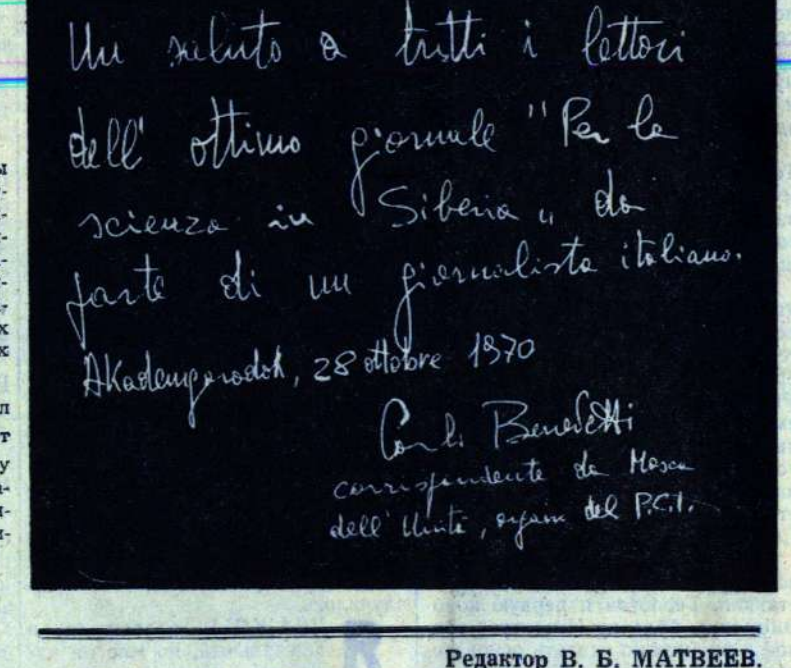 Un saluto a tutti i lettori
dell' ottimo giornale "Per la
scienza in Siberia" da
parte di un giornalista italiano.
Akademgorodok, 28 ottobre 1970
Carlo Benedetti
corrispondente da Mosca
dell' Unità, organo del P.C.I.
Редактор В. Б. МАТВЕЕВ